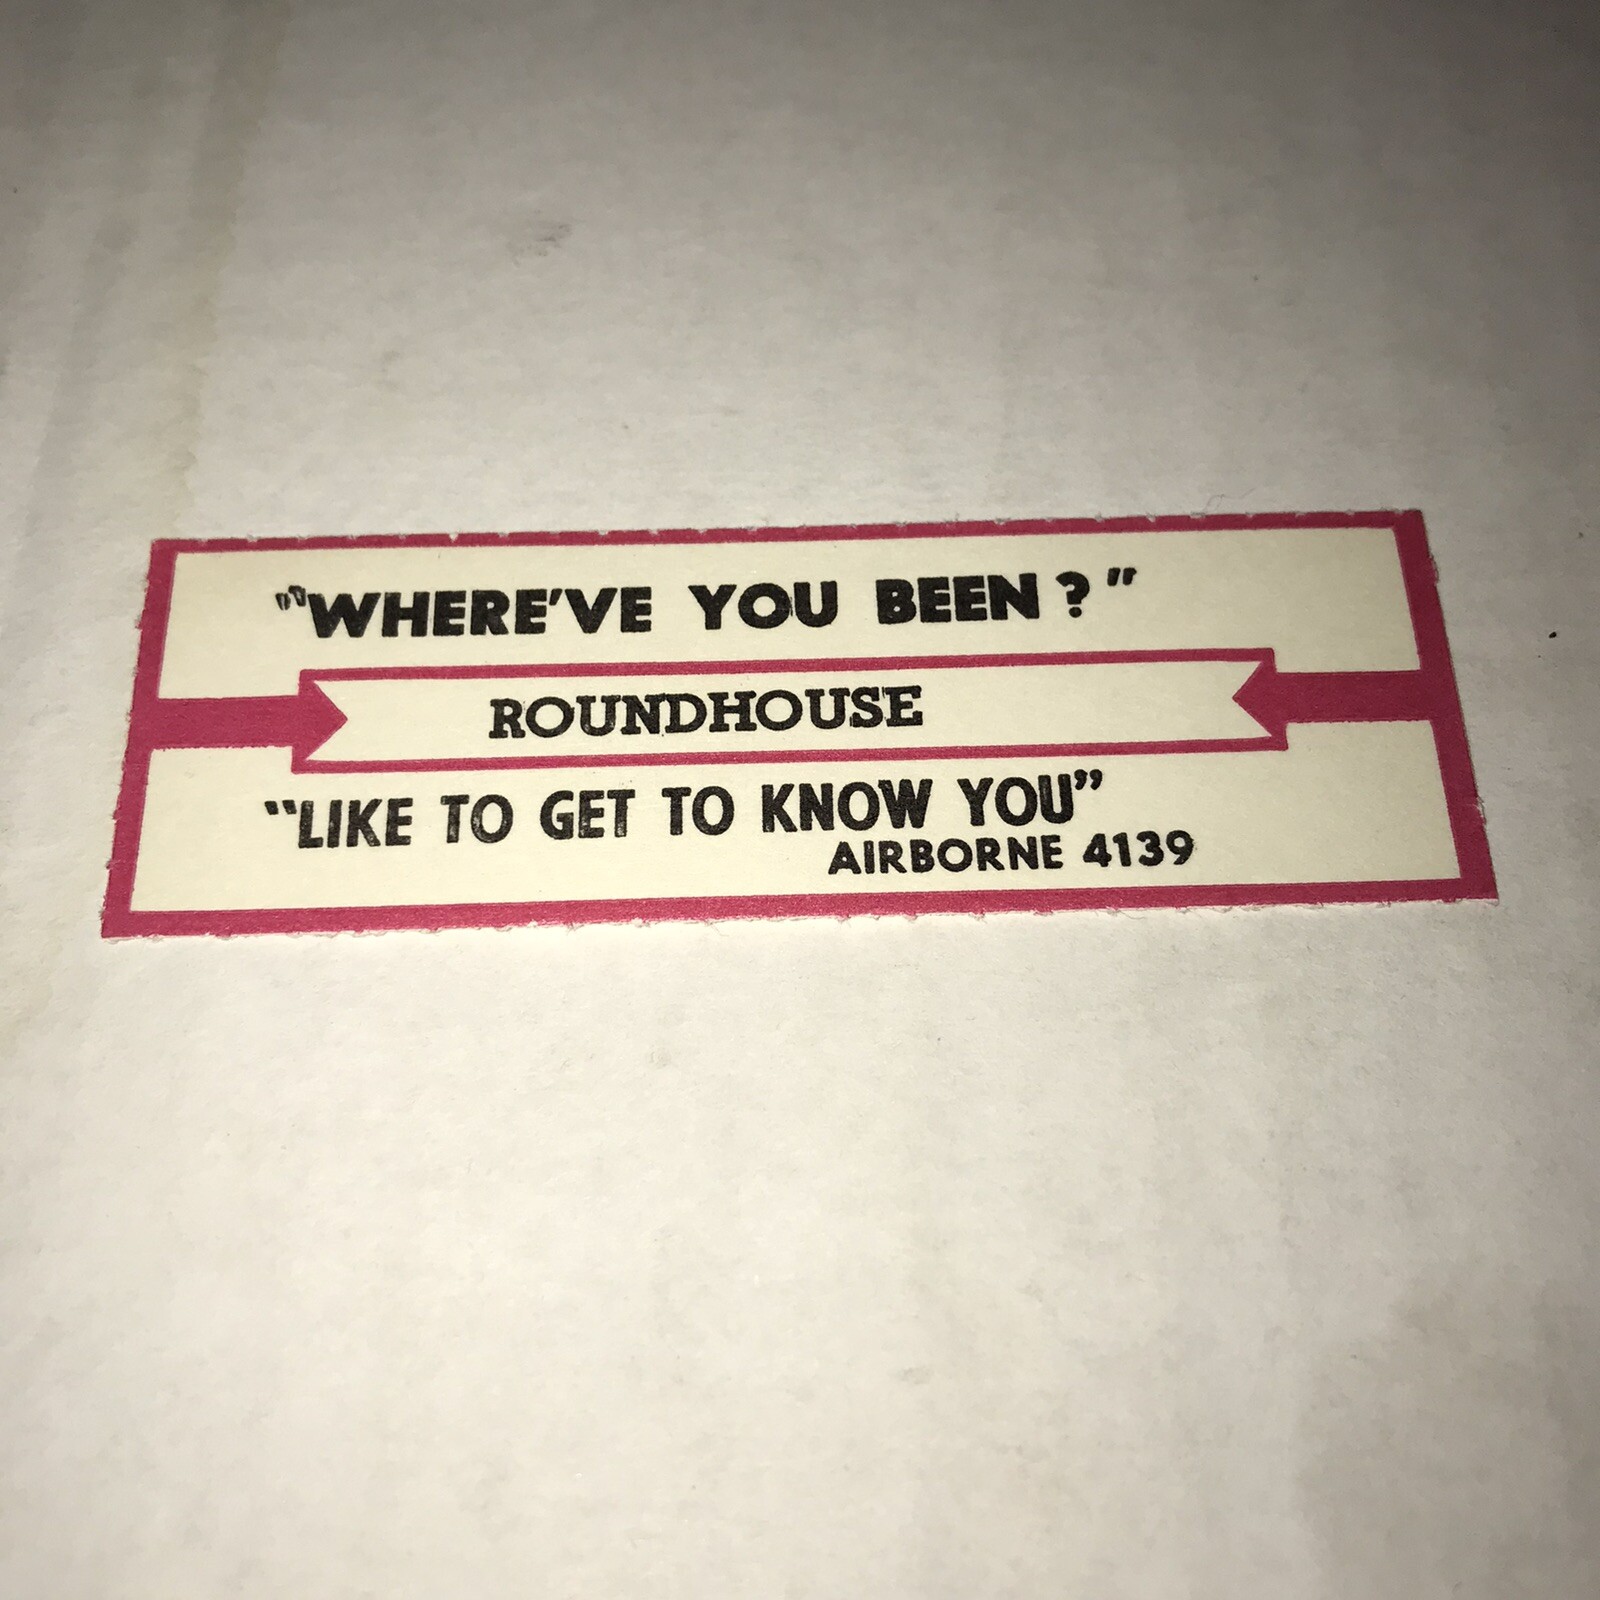 "WHERE'VE YOU BEEN?"
ROUNDHOUSE
"LIKE TO GET TO KNOW YOU"
AIRBORNE 4139